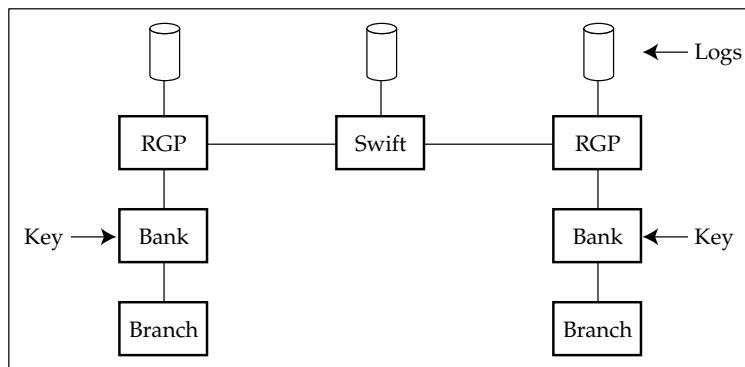 Logs
RGP
Swift
RGP
Key
Bank
Bank
Key
Branch
Branch